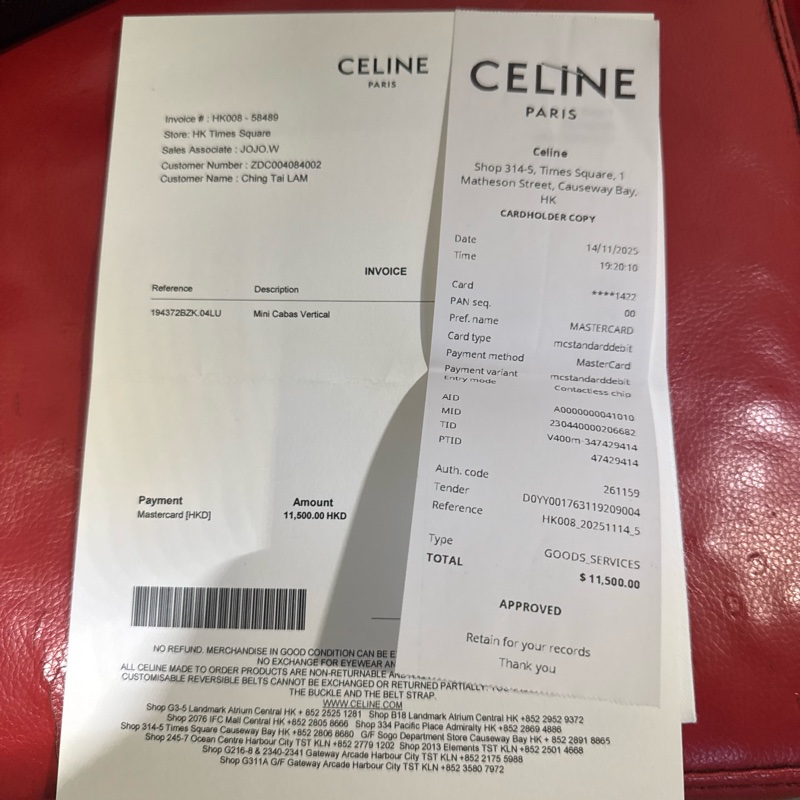 CELINE
PARIS
Invoice # : HK008 - 58489
Store: HK Times Square
Sales Associate : JOJO.W
Customer Number : ZDC004084002
Customer Name : Ching Tai LAM
INVOICE
Reference Description
194372BZK.04LU Mini Cabas Vertical
Payment Amount
Mastercard [HKD] 11,500.00 HKD
NO REFUND. MERCHANDISE IN GOOD CONDITION CAN BE
NO EXCHANGE FOR EYEWEAR AN
ALL CELINE MADE TO ORDER PRODUCTS ARE NON-RETURNABLE
CUSTOMISABLE REVERSIBLE BELTS CANNOT BE EXCHANGED OR RETURNED PARTIALLY.
THE BUCKLE AND THE BELT STRAP.
WWW.CELINE.COM
Shop G3-5 Landmark Atrium Central HK + 852 2525 1281 Shop B18 Landmark Atrium Central HK +852 2952 9372
Shop 2076 IFC Mall Central HK +852 2805 8666 Shop 334 Pacific Place Admiralty HK +852 2869 4886
Shop 314-5 Times Square Causeway Bay HK +852 2806 8680 G/F Sogo Department Store Causeway Bay HK + 852 2891 8865
Shop 245-7 Ocean Centre Harbour City TST KLN +852 2779 1202 Shop 2013 Elements TST KLN +852 2501 4668
Shop G216-8 & 2340-2341 Gateway Arcade Harbour City TST KLN +852 2175 5988
Shop G311A G/F Gateway Arcade Harbour City TST KLN +852 3580 7972
CELINE
PARIS
Celine
Shop 314-5, Times Square, 1
Matheson Street, Causeway Bay,
HK
CARDHOLDER COPY
Date 14/11/2025
Time 19:20:10
Card ****1422
PAN seq. 00
Pref. name MASTERCARD
Card type mcstandarddebit
Payment method MasterCard
Payment variant mcstandarddebit
Entry mode Contactless chip
AID A0000000041010
MID 230440000206682
TID V400m-347429414
PTID 47429414
Auth. code 261159
Tender D0YY001763119209004
Reference HK008_20251114_5
Type GOODS_SERVICES
TOTAL $ 11,500.00
APPROVED
Retain for your records
Thank you